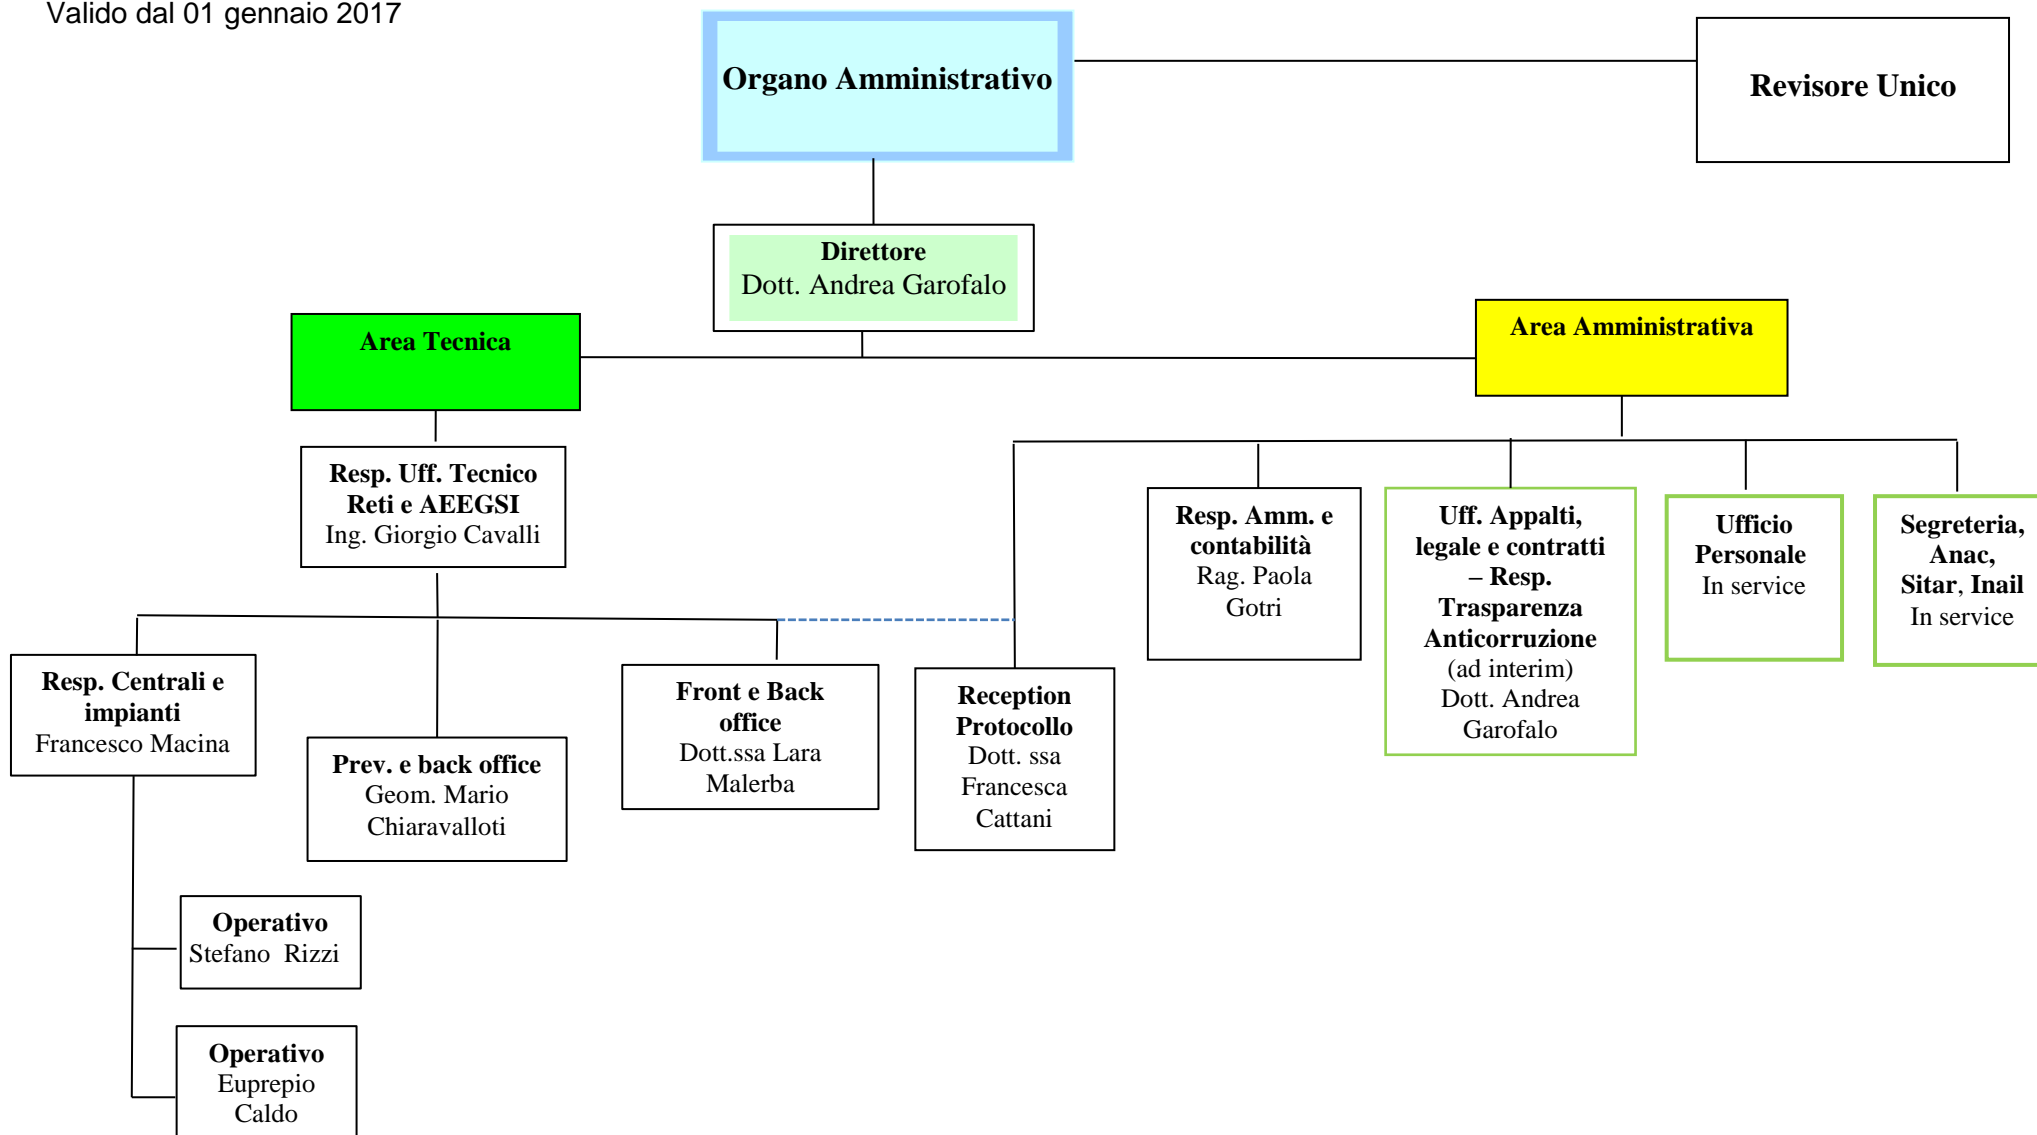 Valido dal 01 gennaio 2017
Organo Amministrativo
Revisore Unico
Direttore
Dott. Andrea Garofalo
Area Tecnica
Area Amministrativa
Resp. Uff. Tecnico
Reti e AEEGSI
Ing. Giorgio Cavalli
Resp. Amm. e
contabilità
Rag. Paola
Gotri
Uff. Appalti,
legale e contratti
– Resp.
Trasparenza
Anticorruzione
(ad interim)
Dott. Andrea
Garofalo
Ufficio
Personale
In service
Segreteria,
Anac,
Sitar, Inail
In service
Resp. Centrali e
impianti
Francesco Macina
Prev. e back office
Geom. Mario
Chiaravalloti
Front e Back
office
Dott.ssa Lara
Malerba
Reception
Protocollo
Dott. ssa
Francesca
Cattani
Operativo
Stefano  Rizzi
Operativo
Euprepio
Caldo